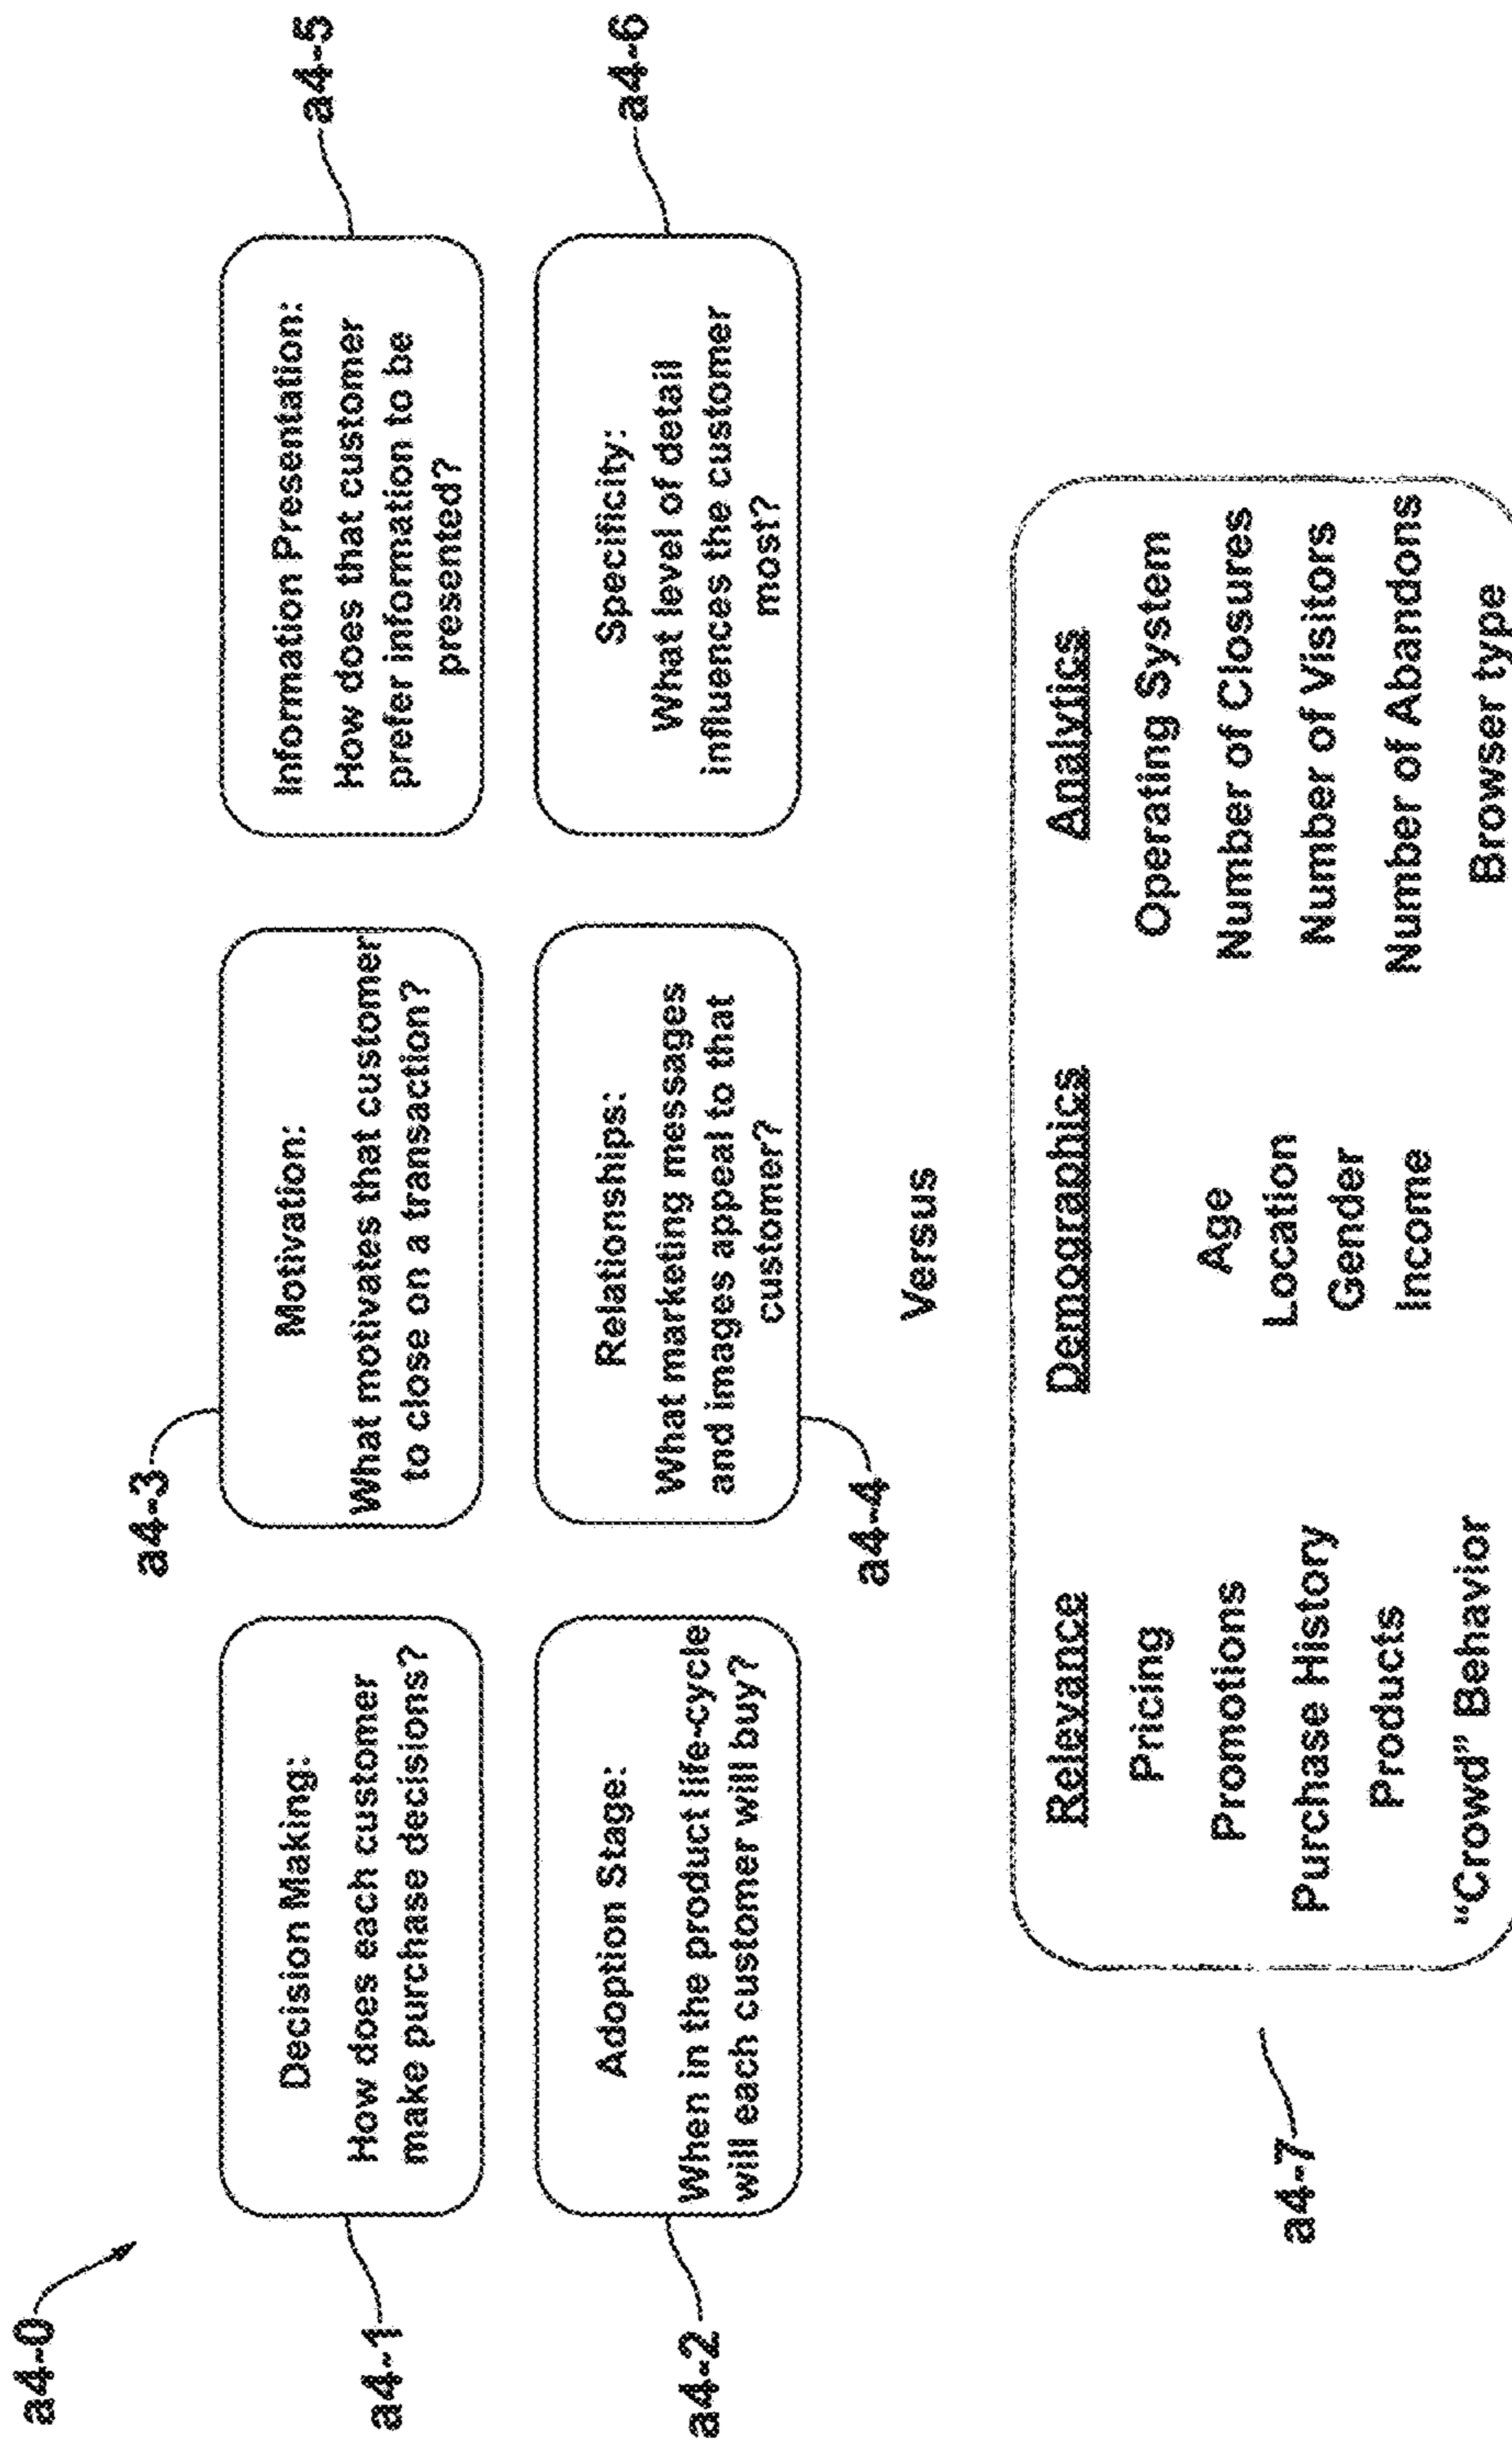 a4-0
a4-1
Decision Making:
How does each customer
make purchase decisions?
a4-3
Motivation:
What motivates that customer
to close on a transaction?
a4-5
Information Presentation:
How does that customer
prefer information to be
presented?
a4-2
Adoption Stage:
When in the product life-cycle
will each customer will buy?
a4-4
Relationships:
What marketing messages
and images appeal to that
customer?
a4-6
Specificity:
What level of detail
influences the customer
most?
Versus
a4-7
Relevance
Pricing
Promotions
Purchase History
Products
“Crowd” Behavior
Demographics
Age
Location
Gender
Income
Analytics
Operating System
Number of Closures
Number of Visitors
Number of Abandons
Browser type